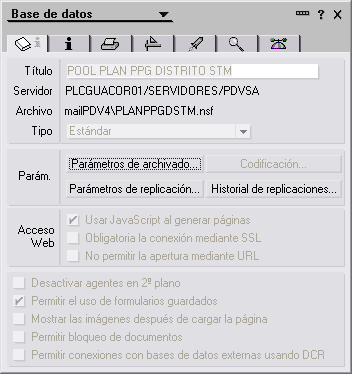 Base de datos
? x
i
Título POOL PLAN PPG DISTRITO STM
Servidor PLCGUACOR01/SERVIDORES/PDVSA
Archivo mailPDV4\PLANPPGDSTM.nsf
Tipo Estándar
Parám. Parámetros de archivado... Codificación...
Parámetros de replicación... Historial de replicaciones...
Acceso Web
Usar JavaScript al generar páginas
Obligatoria la conexión mediante SSL
No permitir la apertura mediante URL
Desactivar agentes en 2º plano
Permitir el uso de formularios guardados
Mostrar las imágenes después de cargar la página
Permitir bloqueo de documentos
Permitir conexiones con bases de datos externas usando DCR